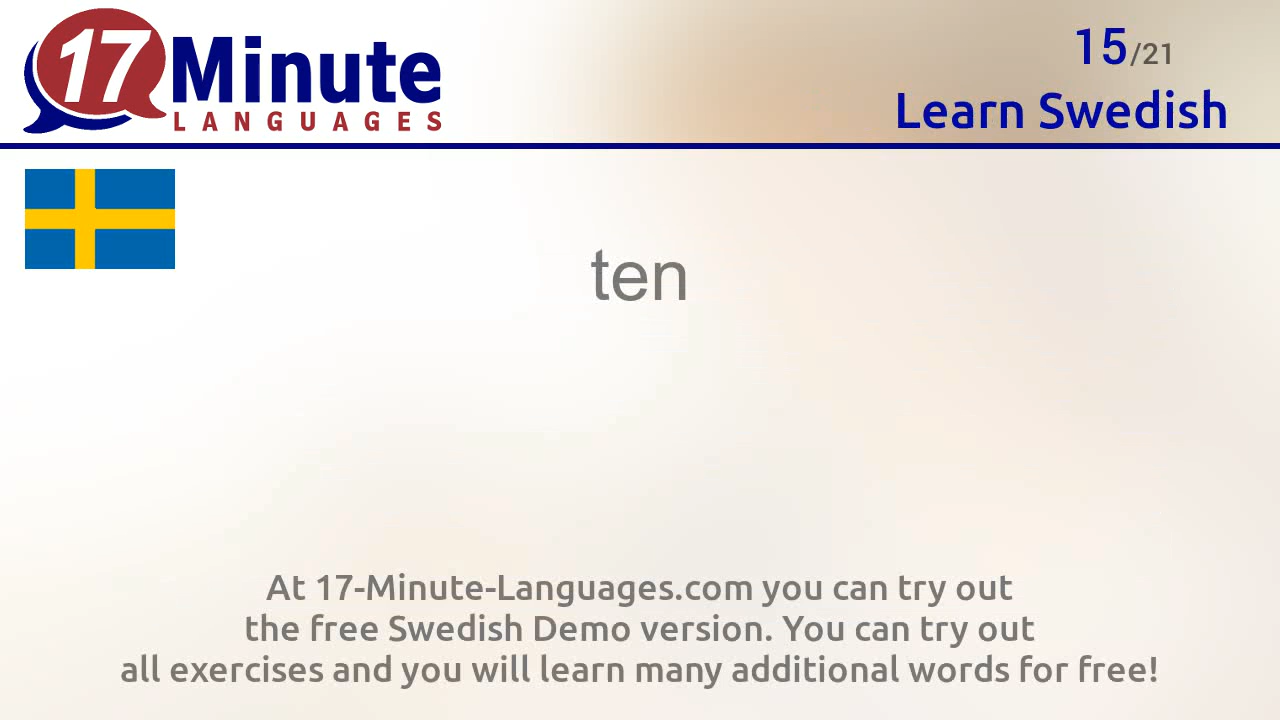 17 Minute
LANGUAGES
15/21
Learn Swedish
ten
At 17-Minute-Languages.com you can try out
the free Swedish Demo version. You can try out
all exercises and you will learn many additional words for free!